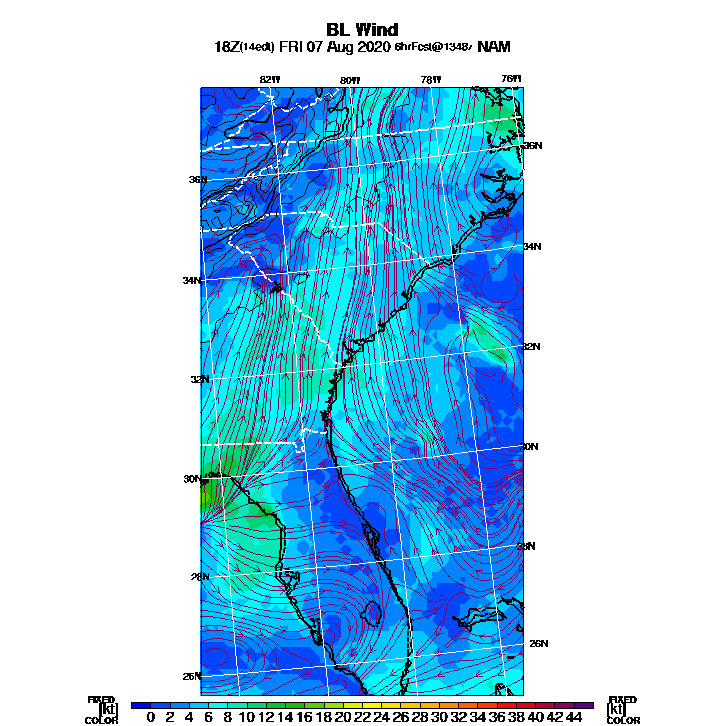 BL Wind
18Z(14edt) FRI 07 Aug 2020 6hrFcst@1348z NAM
82W 80W 78W 76W
36N
36N
34N
34N
32N
32N
30N
30N
28N
28N
26N
26N
FIXED FIXED
[kt] 0 2 4 6 8 10 12 14 16 18 20 22 24 26 28 30 32 34 36 38 40 42 44 [kt]
COLOR COLOR